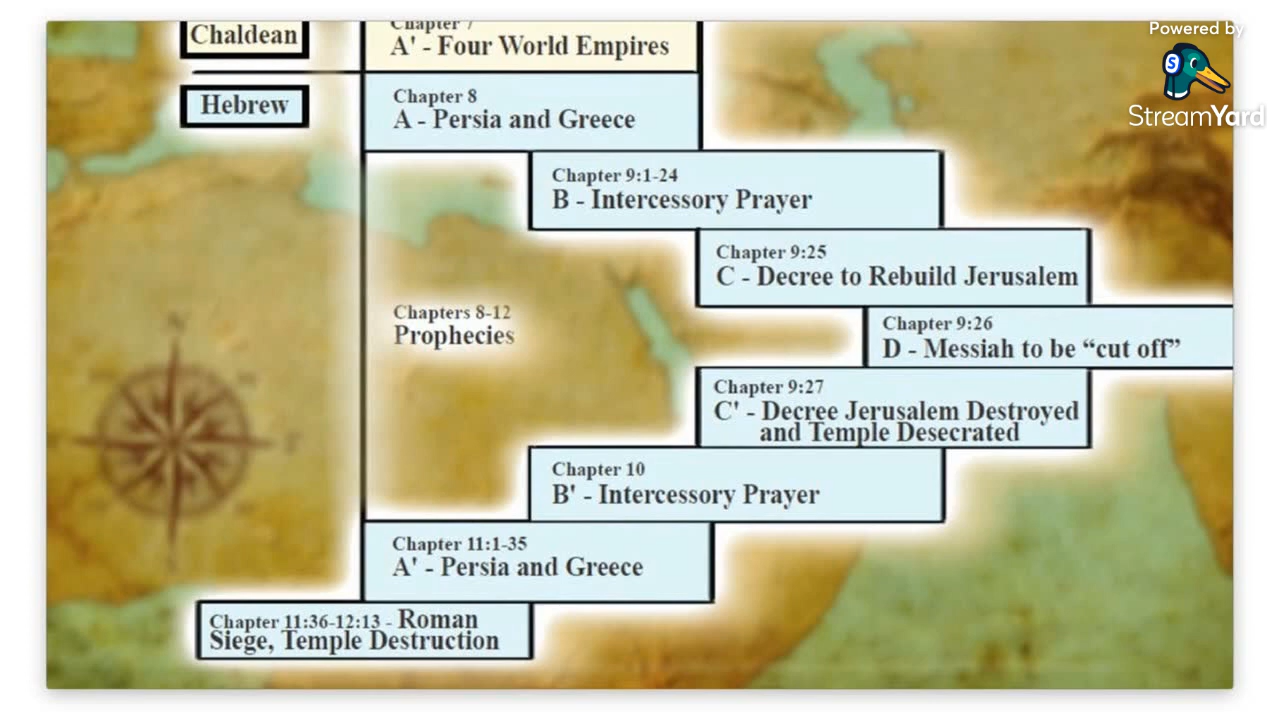 Powered by
StreamYard
Chaldean
Chapter 7
A' - Four World Empires
Hebrew
Chapter 8
A - Persia and Greece
Chapter 9:1-24
B - Intercessory Prayer
Chapter 9:25
C - Decree to Rebuild Jerusalem
Chapters 8-12
Prophecies
Chapter 9:26
D - Messiah to be “cut off”
Chapter 9:27
C' - Decree Jerusalem Destroyed
and Temple Desecrated
Chapter 10
B' - Intercessory Prayer
Chapter 11:1-35
A' - Persia and Greece
Chapter 11:36-12:13 - Roman
Siege, Temple Destruction
N